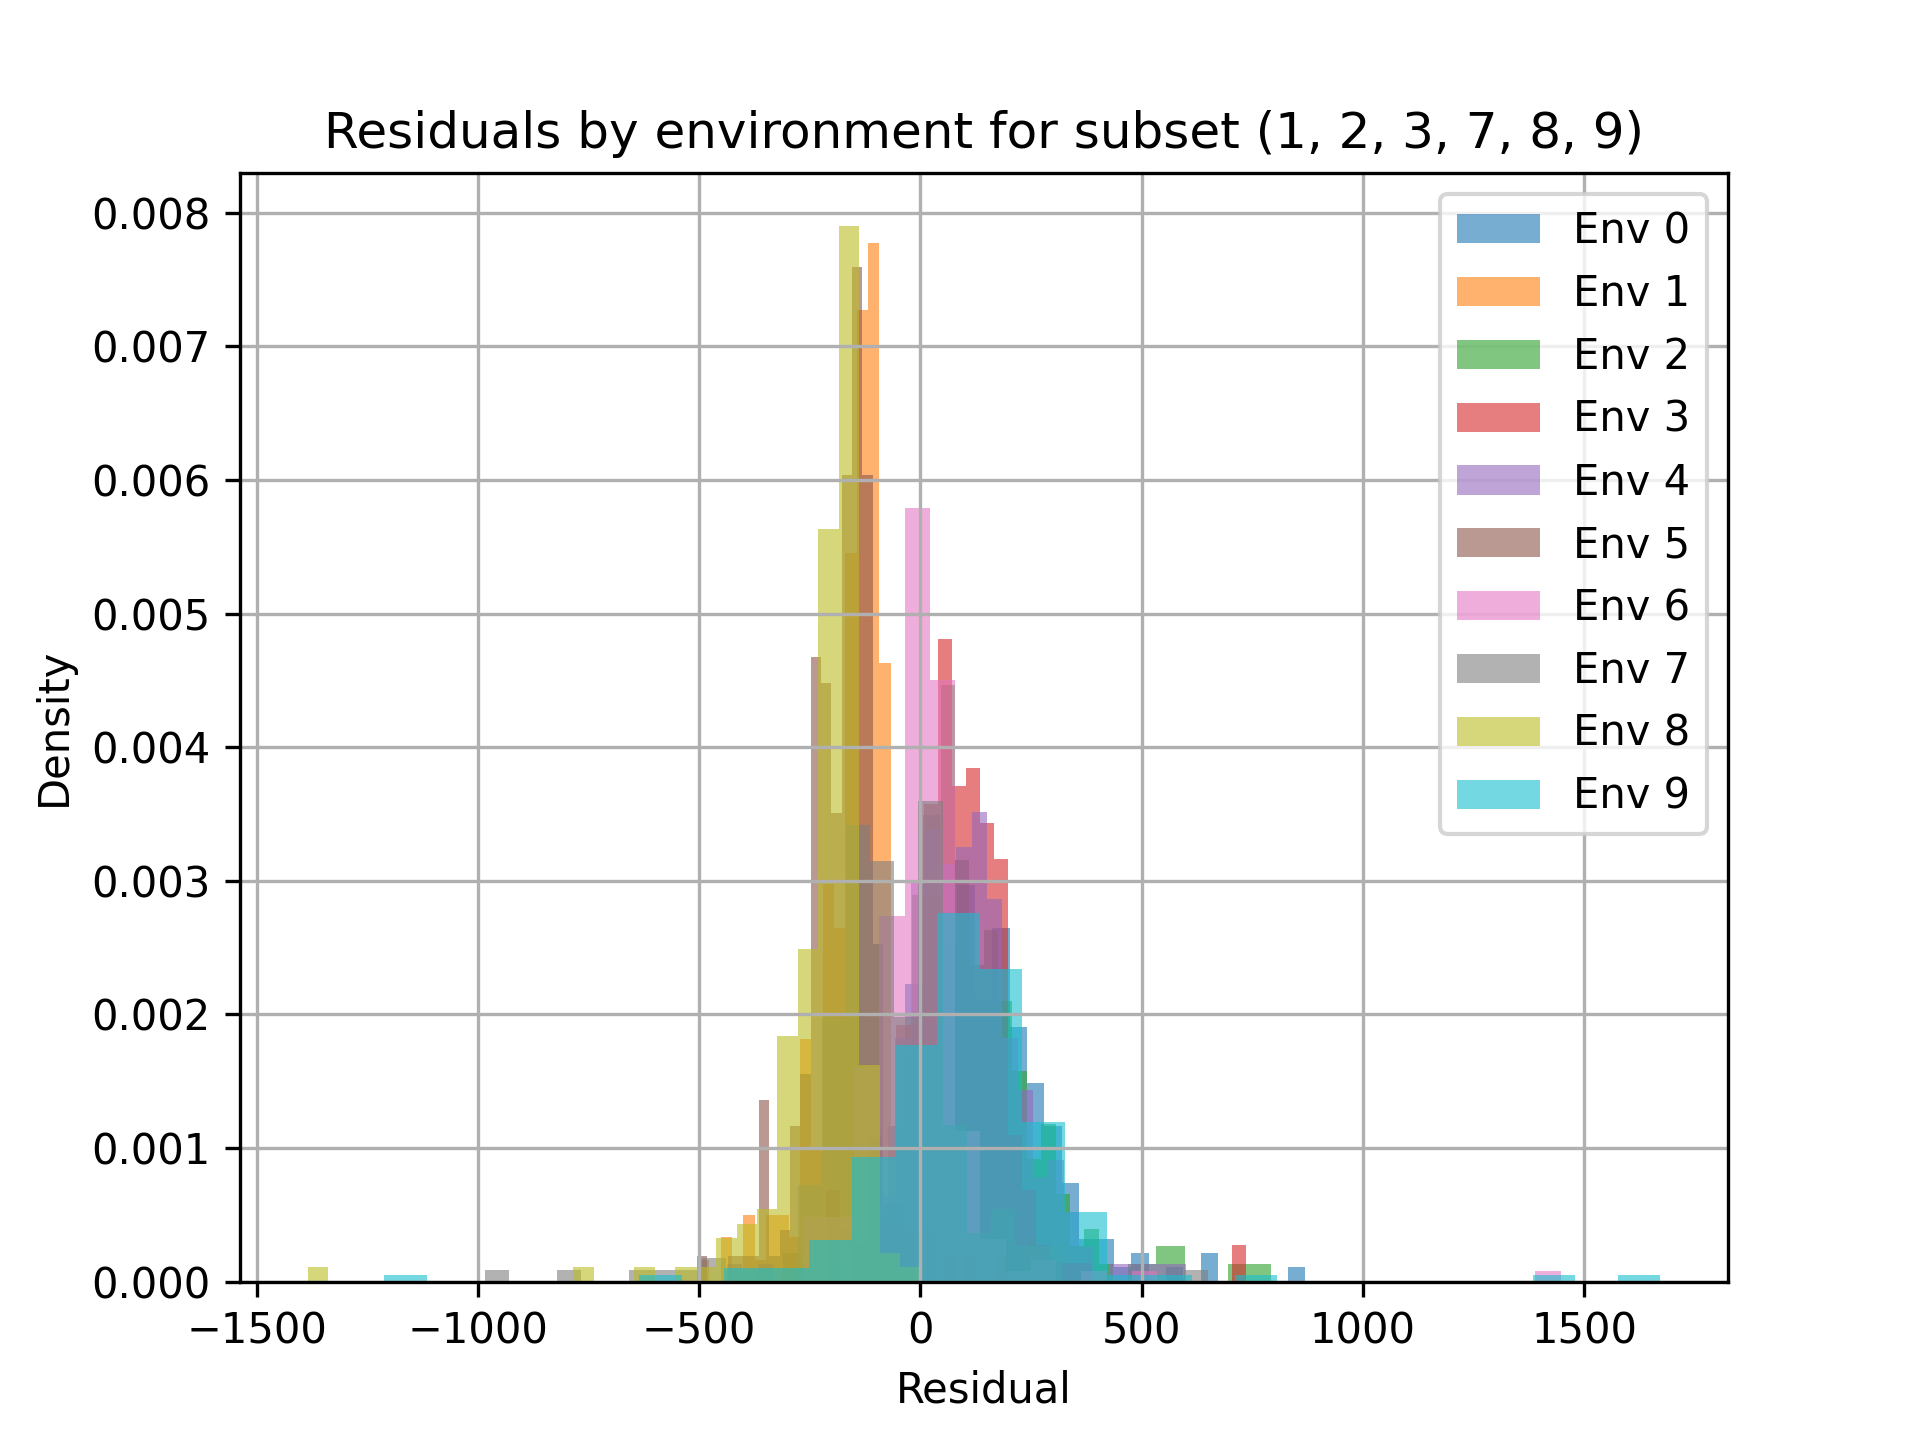 Residuals by environment for subset (1, 2, 3, 7, 8, 9)
0.008
0.007
0.006
0.005
0.004
0.003
0.002
0.001
0.000
Density
−1500
−1000
−500
0
500
1000
1500
Residual
Env 0
Env 1
Env 2
Env 3
Env 4
Env 5
Env 6
Env 7
Env 8
Env 9